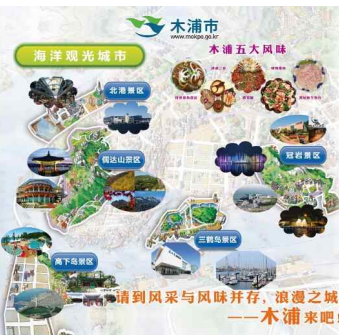 木浦市
www.mokpo.go.kr
海洋观光城市
木浦五大风味
北港景区
儒达山景区
冠岩景区
三鹤岛景区
高下岛景区
请到风采与风味并存，浪漫之城
——木浦来吧！